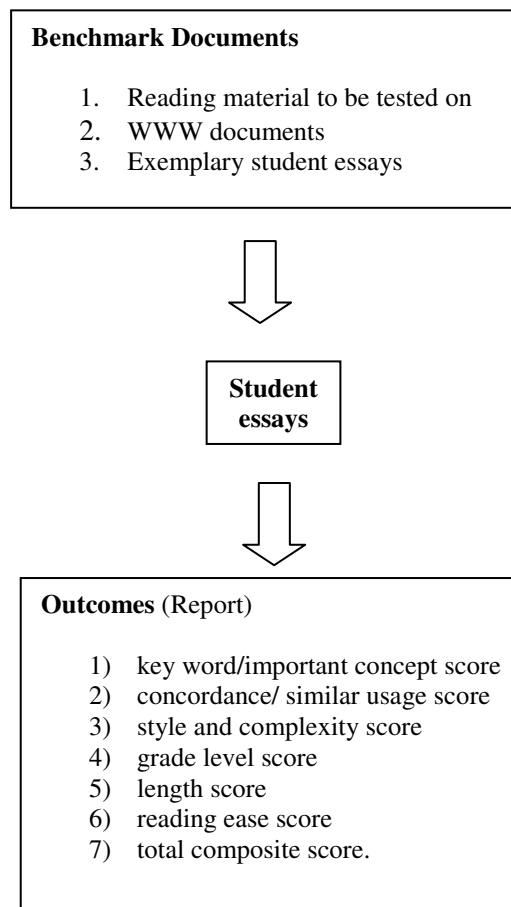 Benchmark Documents
1. Reading material to be tested on
2. WWW documents
3. Exemplary student essays
Student
essays
Outcomes (Report)
1) key word/important concept score
2) concordance/ similar usage score
3) style and complexity score
4) grade level score
5) length score
6) reading ease score
7) total composite score.